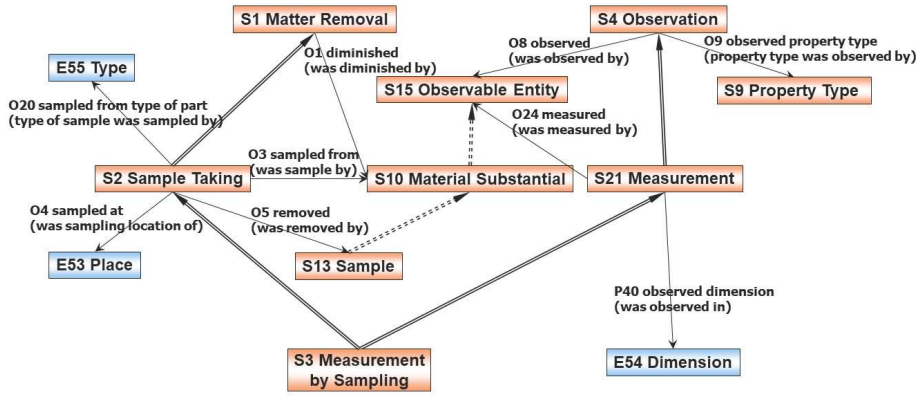 S1 Matter Removal
S4 Observation
O1 diminished
(was diminished by)
O8 observed
(was observed by)
O9 observed property type
(property type was observed by)
E55 Type
S15 Observable Entity
S9 Property Type
O20 sampled from type of part
(type of sample was sampled by)
O24 measured
(was measured by)
O3 sampled from
(was sample by)
S2 Sample Taking
S10 Material Substantial
S21 Measurement
O4 sampled at
(was sampling location of)
O5 removed
(was removed by)
E53 Place
S13 Sample
P40 observed dimension
(was observed in)
S3 Measurement
by Sampling
E54 Dimension